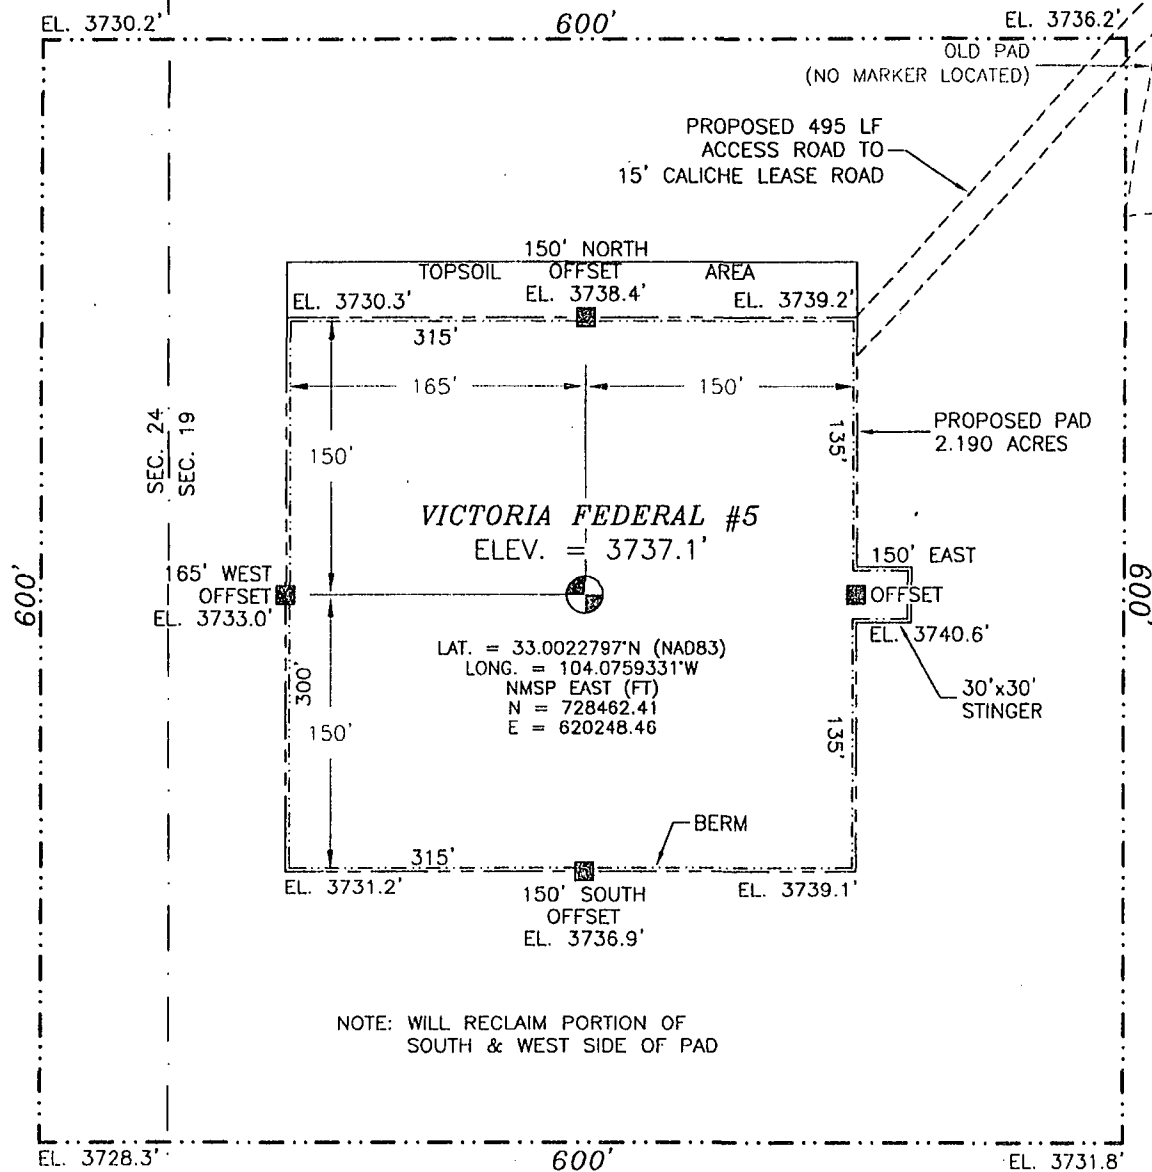 EL. 3730.2'
600'
EL. 3736.2'
OLD PAD
(NO MARKER LOCATED)
PROPOSED 495 LF
ACCESS ROAD TO
15' CALICHE LEASE ROAD
150' NORTH
TOPSOIL OFFSET AREA
EL. 3730.3'
EL. 3738.4'
EL. 3739.2'
315'
165'
150'
SEC. 24
SEC. 19
150'
135'
PROPOSED PAD
2.190 ACRES
VICTORIA FEDERAL #5
ELEV. = 3737.1'
600'
165' WEST
OFFSET
EL. 3733.0'
150' EAST
OFFSET
EL. 3740.6'
600'
LAT. = 33.0022797°N (NAD83)
LONG. = 104.0759331°W
NMSP EAST (FT)
N = 728462.41
E = 620248.46
30'x30'
STINGER
300'
150'
135'
BERM
315'
EL. 3731.2'
150' SOUTH
OFFSET
EL. 3736.9'
EL. 3739.1'
NOTE: WILL RECLAIM PORTION OF
SOUTH & WEST SIDE OF PAD
EL. 3728.3'
600'
EL. 3731.8'